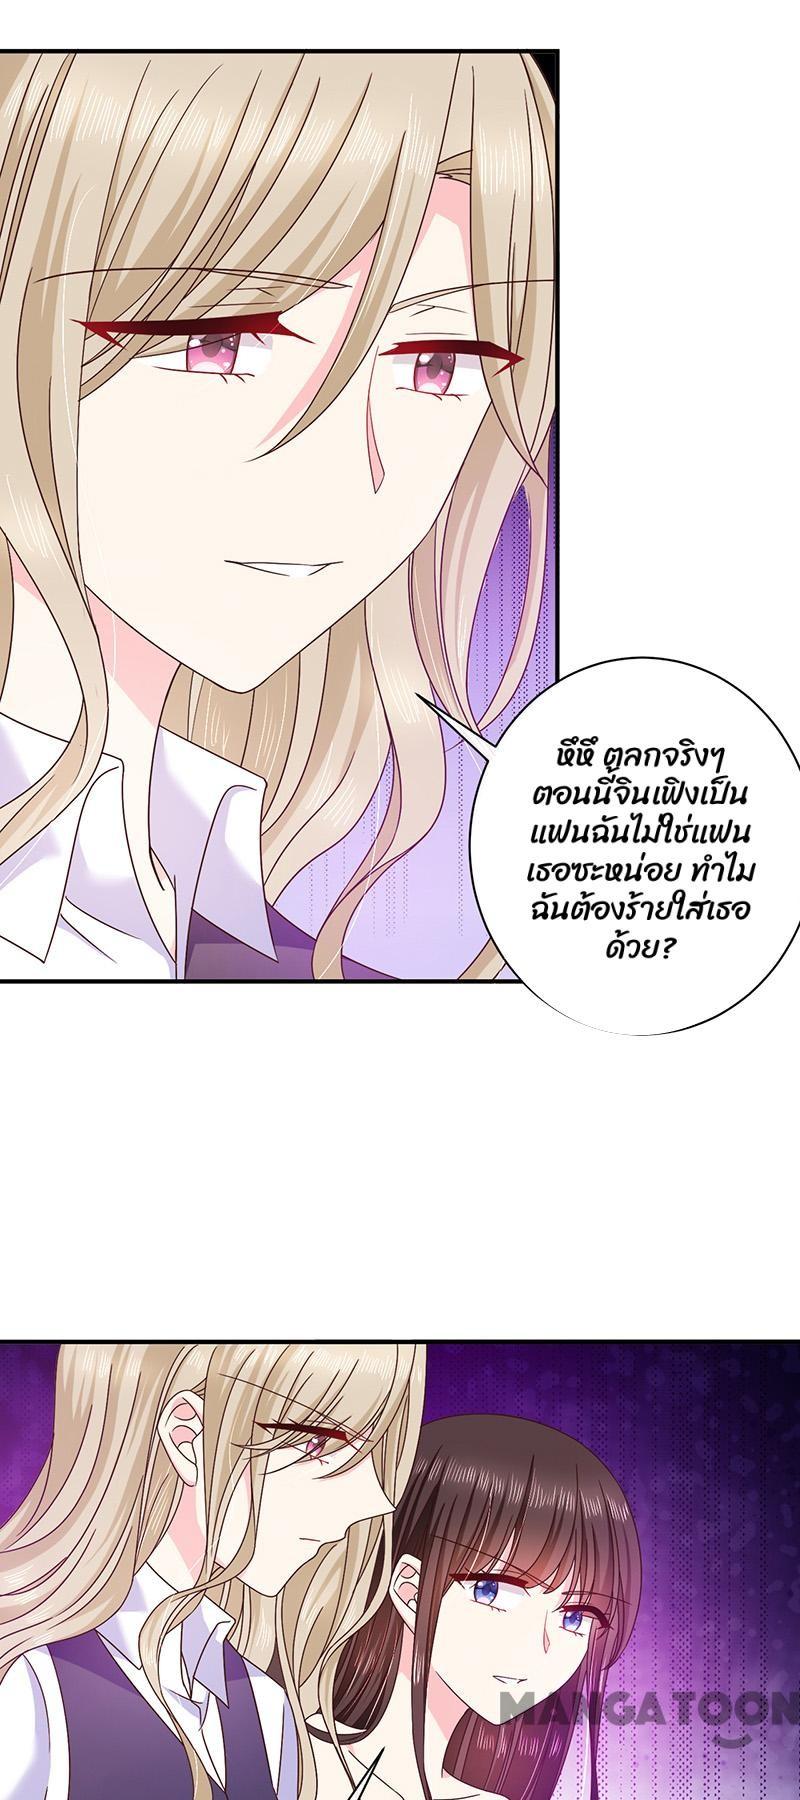 หึหึ ตลกจริงๆ
ตอนนี้จินเฟิงเป็น
แฟนฉันไม่ใช่แฟน
เธอซะหน่อย ทำไม
ฉันต้องร้ายใส่เธอ
ด้วย?
MANGATOON